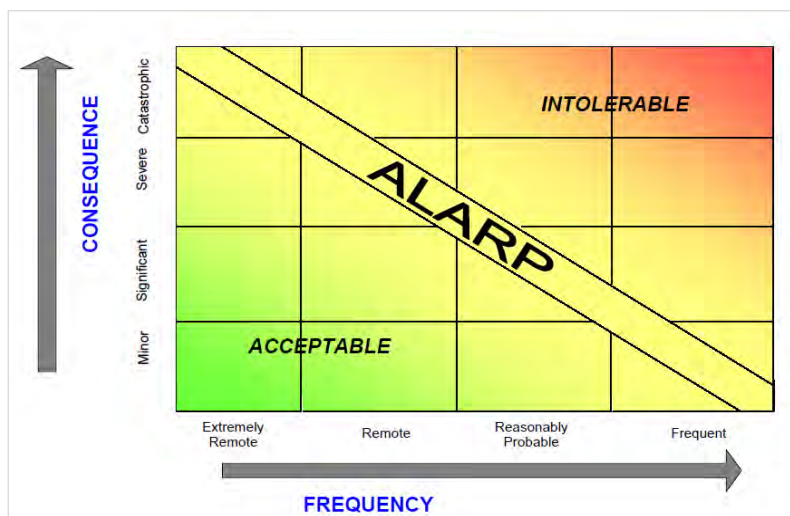 CONSEQUENCE
Catastrophic
Severe
Significant
Minor
INTOLERABLE
ALARP
ACCEPTABLE
Extremely
Remote
Remote
Reasonably
Probable
Frequent
FREQUENCY